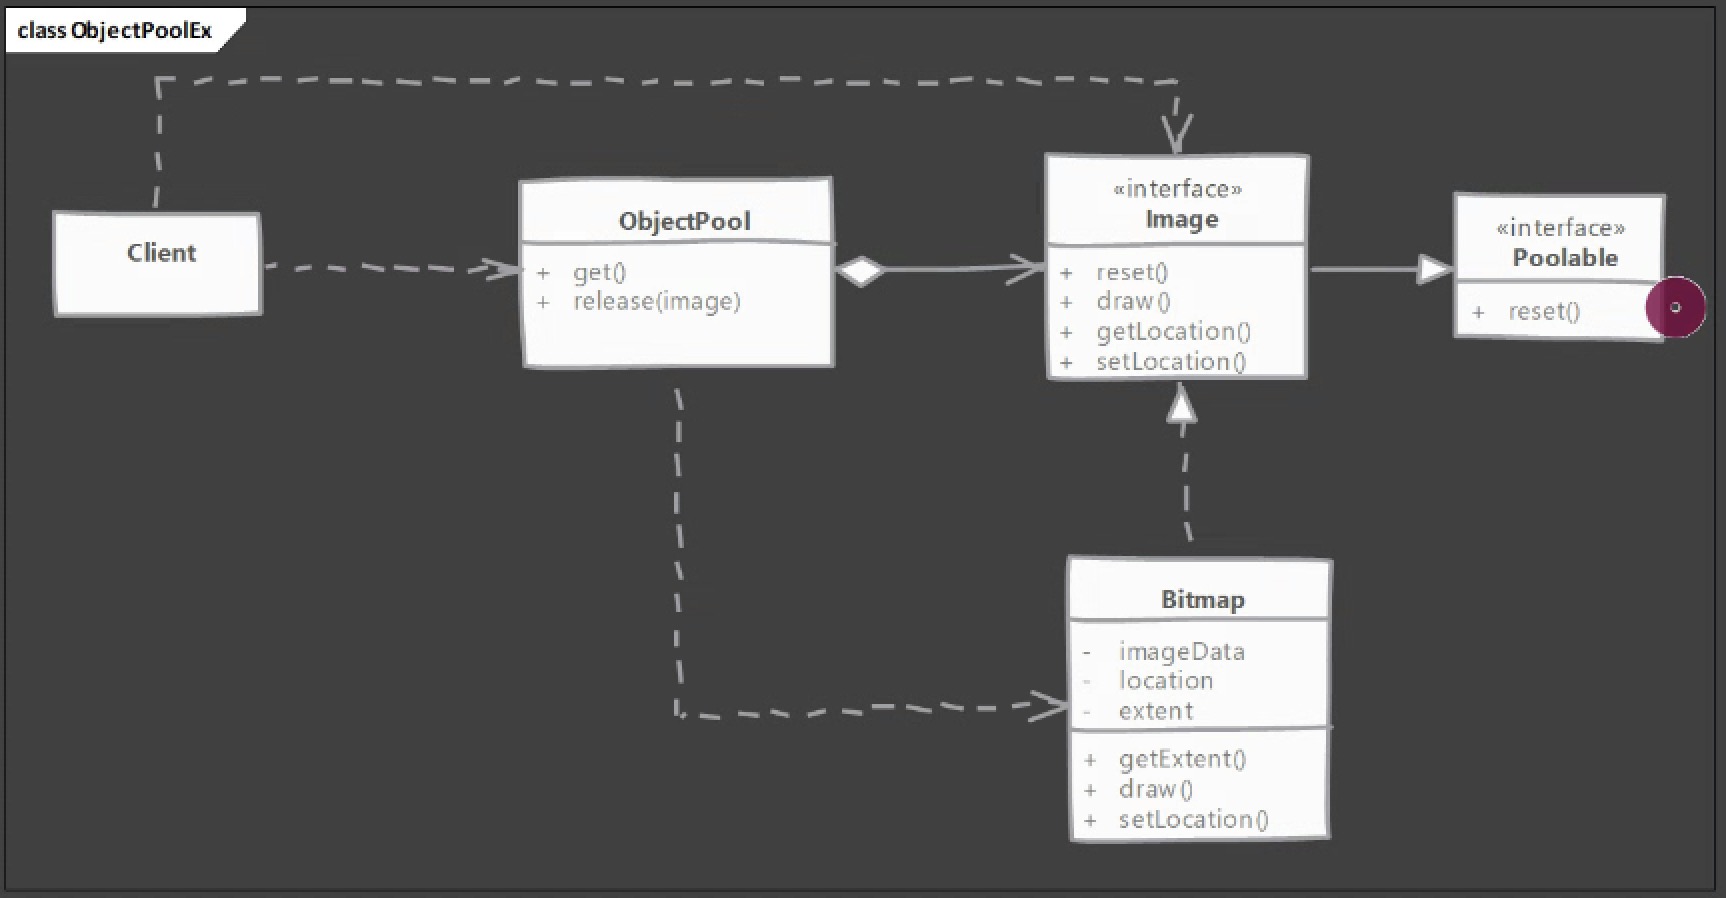 class ObjectPoolEx
Client
ObjectPool
+ get()
+ release(image)
«interface»
Image
+ reset()
+ draw()
+ getLocation()
+ setLocation()
«interface»
Poolable
+ reset()
Bitmap
- imageData
- location
- extent
+ getExtent()
+ draw()
+ setLocation()